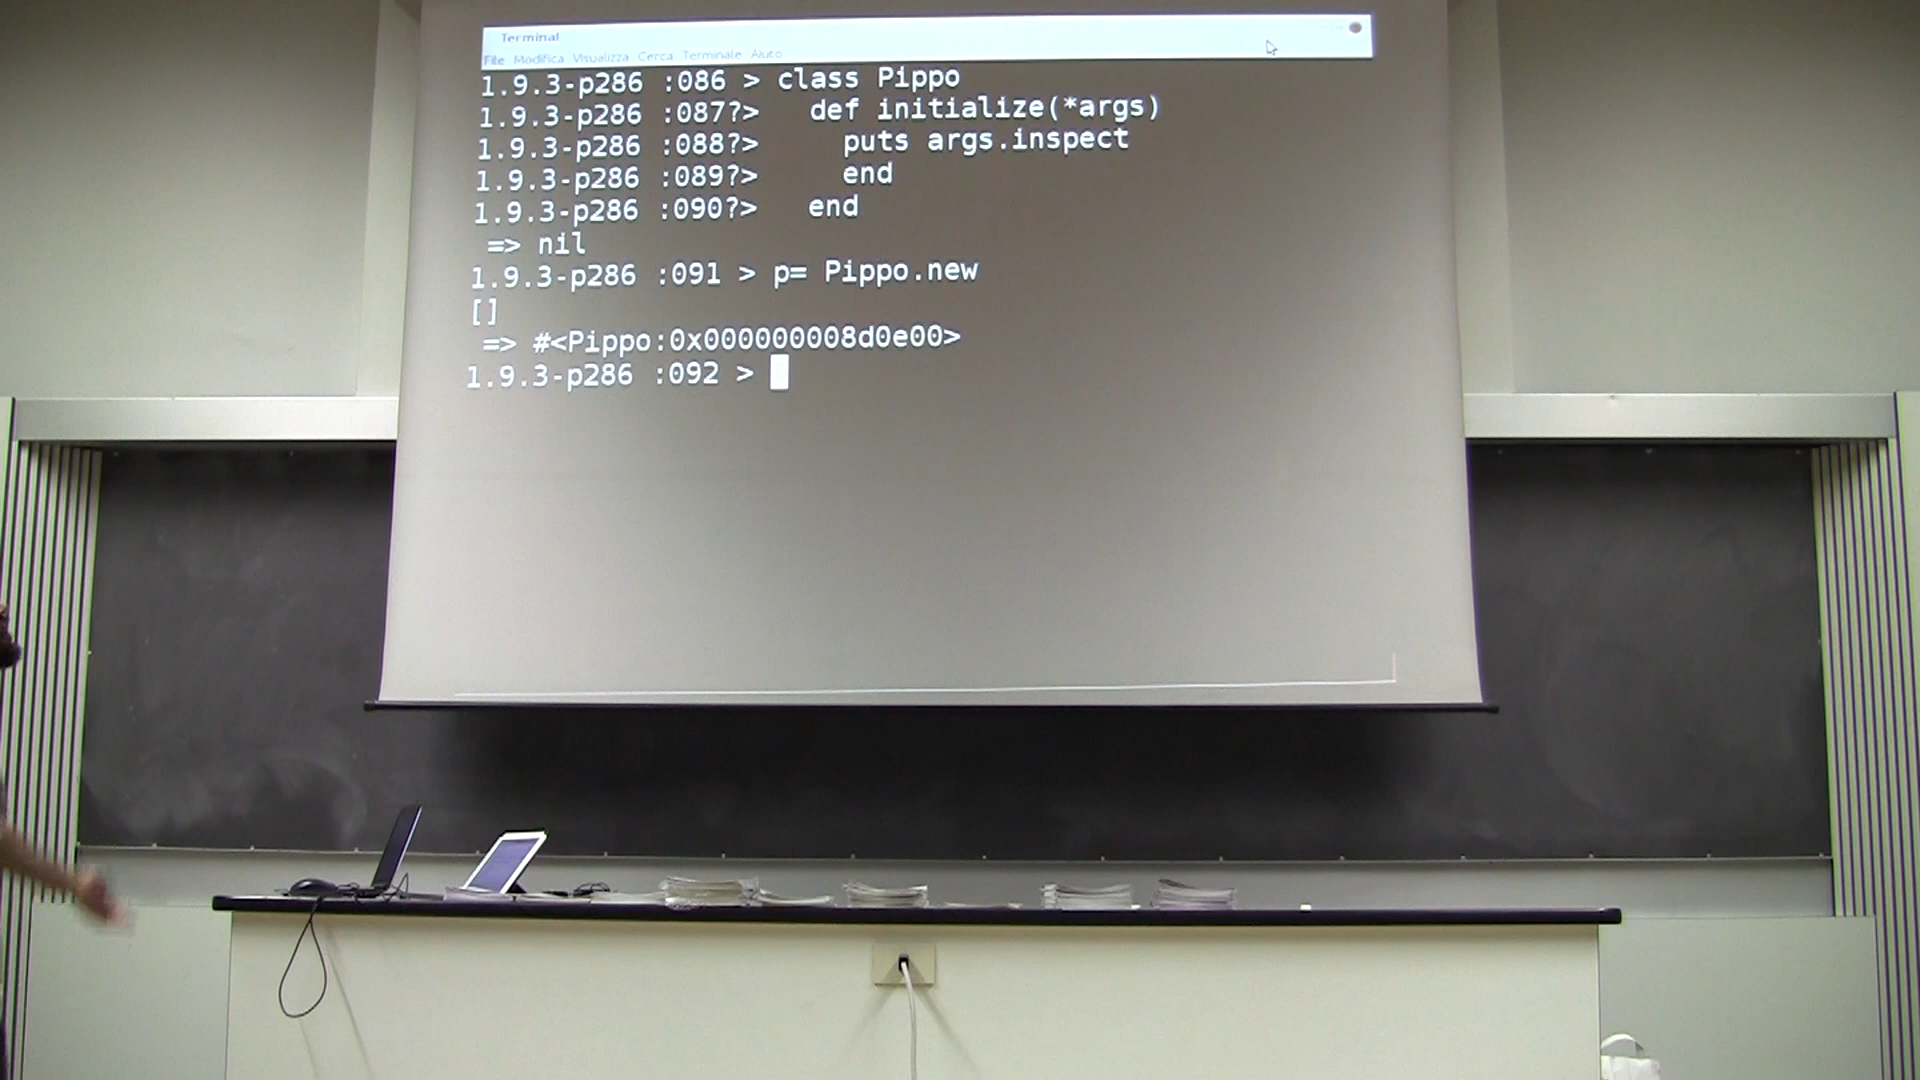 Terminal
File Modifica Visualizza Cerca Terminale Aiuto
1.9.3-p286 :086 > class Pippo
1.9.3-p286 :087?>   def initialize(*args)
1.9.3-p286 :088?>     puts args.inspect
1.9.3-p286 :089?>     end
1.9.3-p286 :090?>   end
 => nil
1.9.3-p286 :091 > p= Pippo.new
[]
 => #<Pippo:0x000000008d0e00>
1.9.3-p286 :092 >